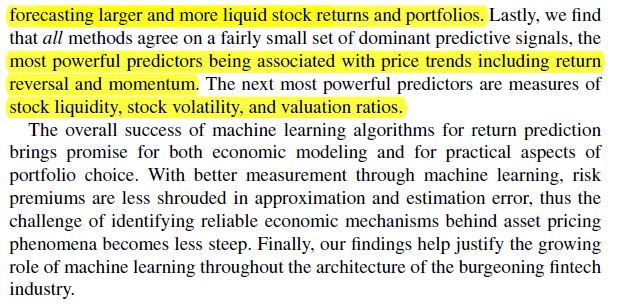 forecasting larger and more liquid stock returns and portfolios. Lastly, we find
that all methods agree on a fairly small set of dominant predictive signals, the
most powerful predictors being associated with price trends including return
reversal and momentum. The next most powerful predictors are measures of
stock liquidity, stock volatility, and valuation ratios.
The overall success of machine learning algorithms for return prediction
brings promise for both economic modeling and for practical aspects of
portfolio choice. With better measurement through machine learning, risk
premiums are less shrouded in approximation and estimation error, thus the
challenge of identifying reliable economic mechanisms behind asset pricing
phenomena becomes less steep. Finally, our findings help justify the growing
role of machine learning throughout the architecture of the burgeoning fintech
industry.